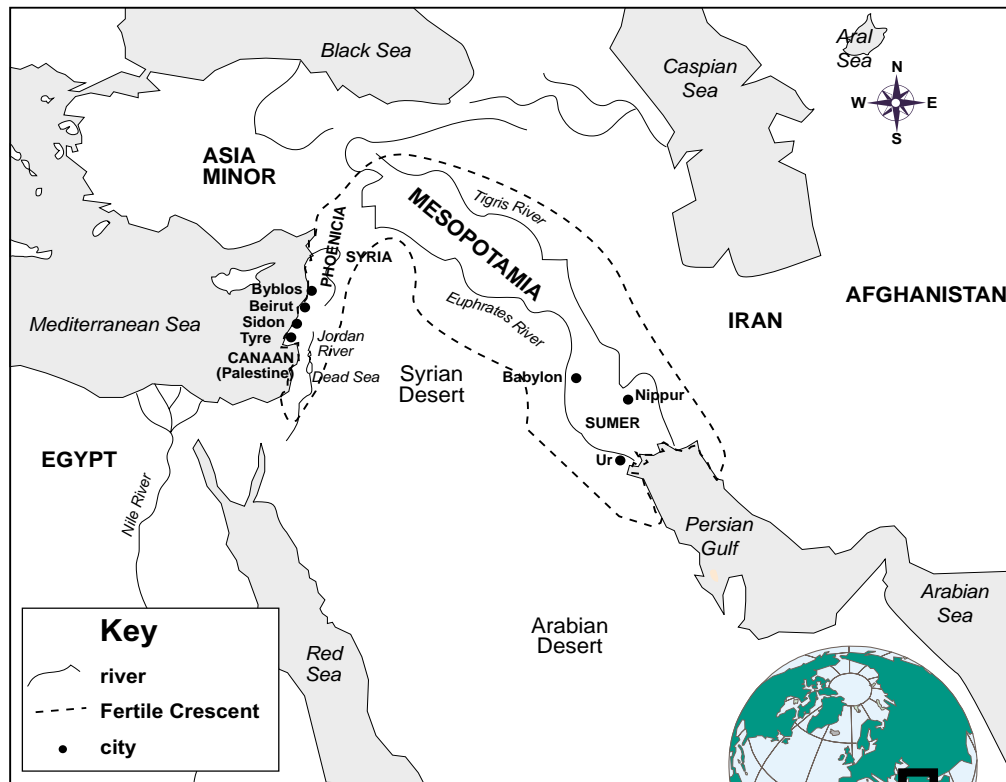 Black Sea
Aral
Sea
Caspian
Sea
N
W
E
S
ASIA
MINOR
Tigris River
MESOPOTAMIA
PHOENICIA
SYRIA
Byblos
Beirut
Sidon
Tyre
Mediterranean Sea
Euphrates River
IRAN
AFGHANISTAN
Jordan
River
CANAAN
(Palestine)
Dead Sea
Syrian
Desert
Babylon
Nippur
SUMER
EGYPT
Ur
Nile River
Persian
Gulf
Arabian
Sea
Arabian
Desert
Red
Sea
Key
river
Fertile Crescent
city